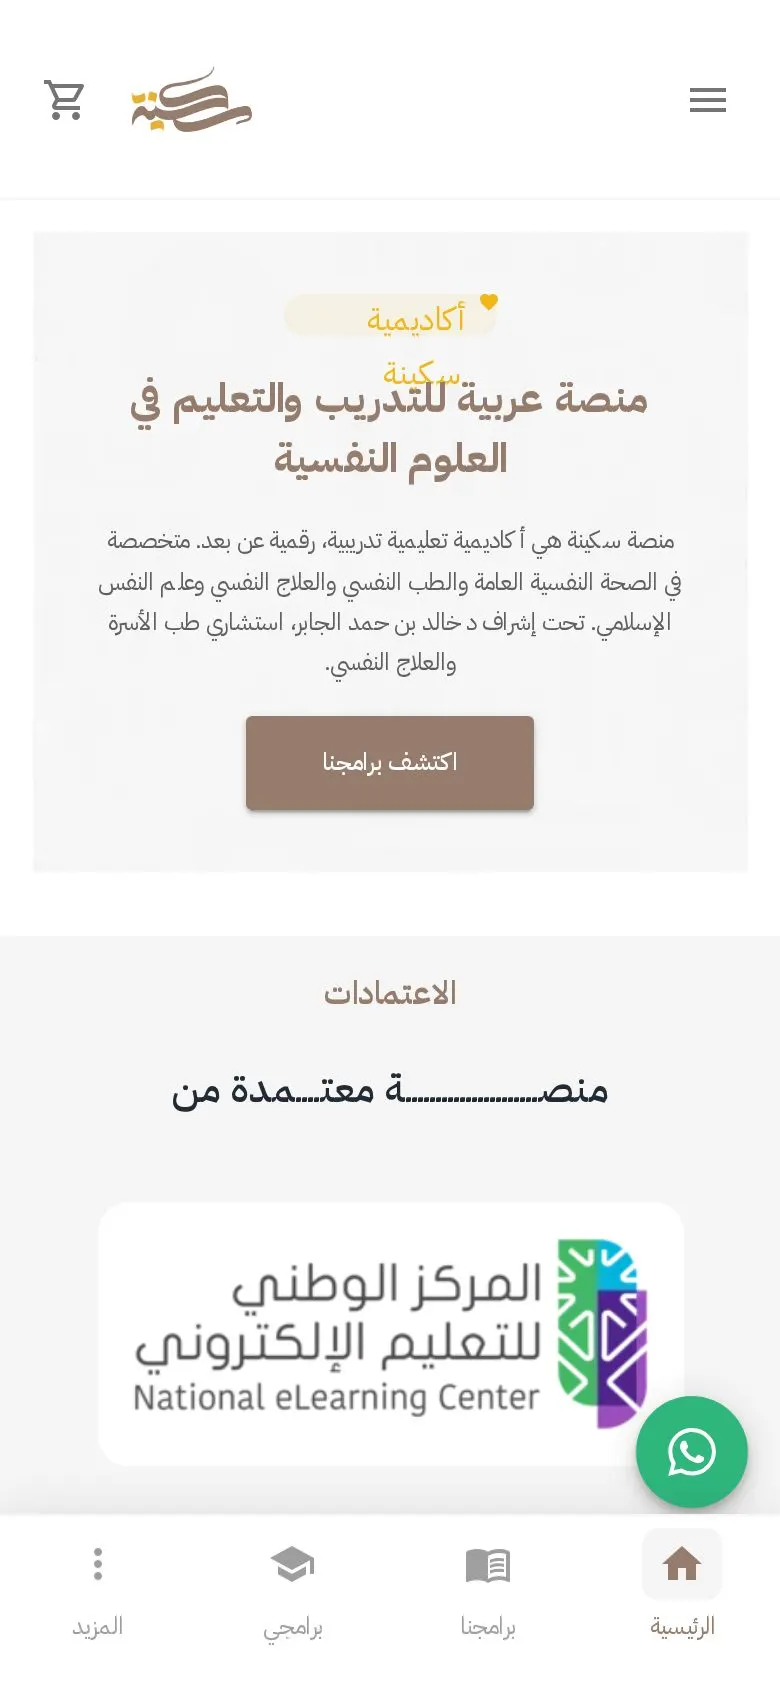 سكينة
أكاديمية
سكينة
منصة عربية للتدريب والتعليم في
العلوم النفسية
منصة سكينة هي أكاديمية تعليمية تدريبية، رقمية عن بعد. متخصصة
في الصحة النفسية العامة والطب النفسي والعلاج النفسي وعلم النفس
الإسلامي. تحت إشراف د خالد بن حمد الجابر، استشاري طب الأسرة
والعلاج النفسي.
اكتشف برامجنا
الاعتمادات
منصـــــــــــــــــــــة معتـــمدة من
المركز الوطني
للتعليم الإلكتروني
National eLearning Center
الرئيسية
برامجنا
برامجي
المزيد